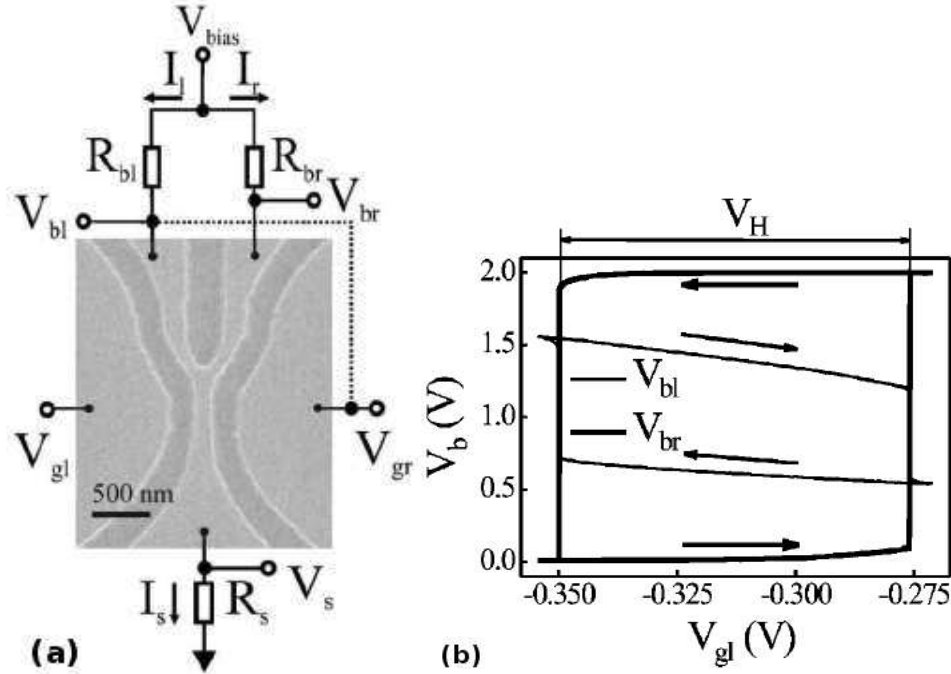 V_bias
I_l I_r
R_bl R_br
V_bl V_br
V_gl V_gr
500 nm
I_s R_s V_s
(a)
V_H
2.0
1.5
1.0
0.5
0.0
V_b (V)
V_bl
V_br
-0.350 -0.325 -0.300 -0.275
V_gl (V)
(b)